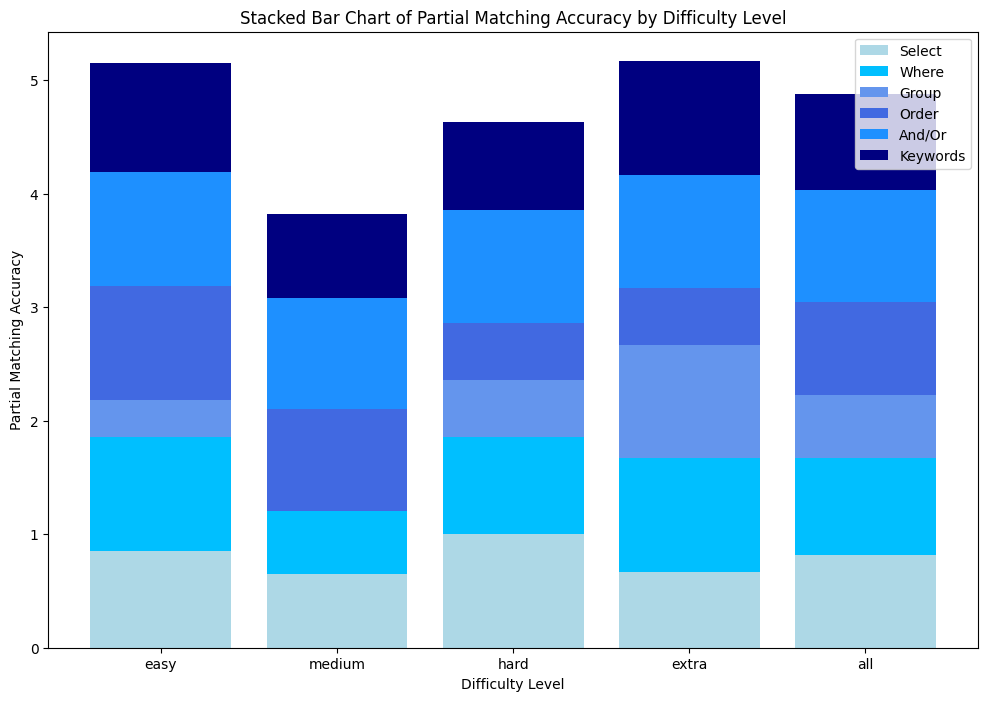 Stacked Bar Chart of Partial Matching Accuracy by Difficulty Level
Select
Where
Group
Order
And/Or
Keywords
Partial Matching Accuracy
5
4
3
2
1
0
easy
medium
hard
extra
all
Difficulty Level